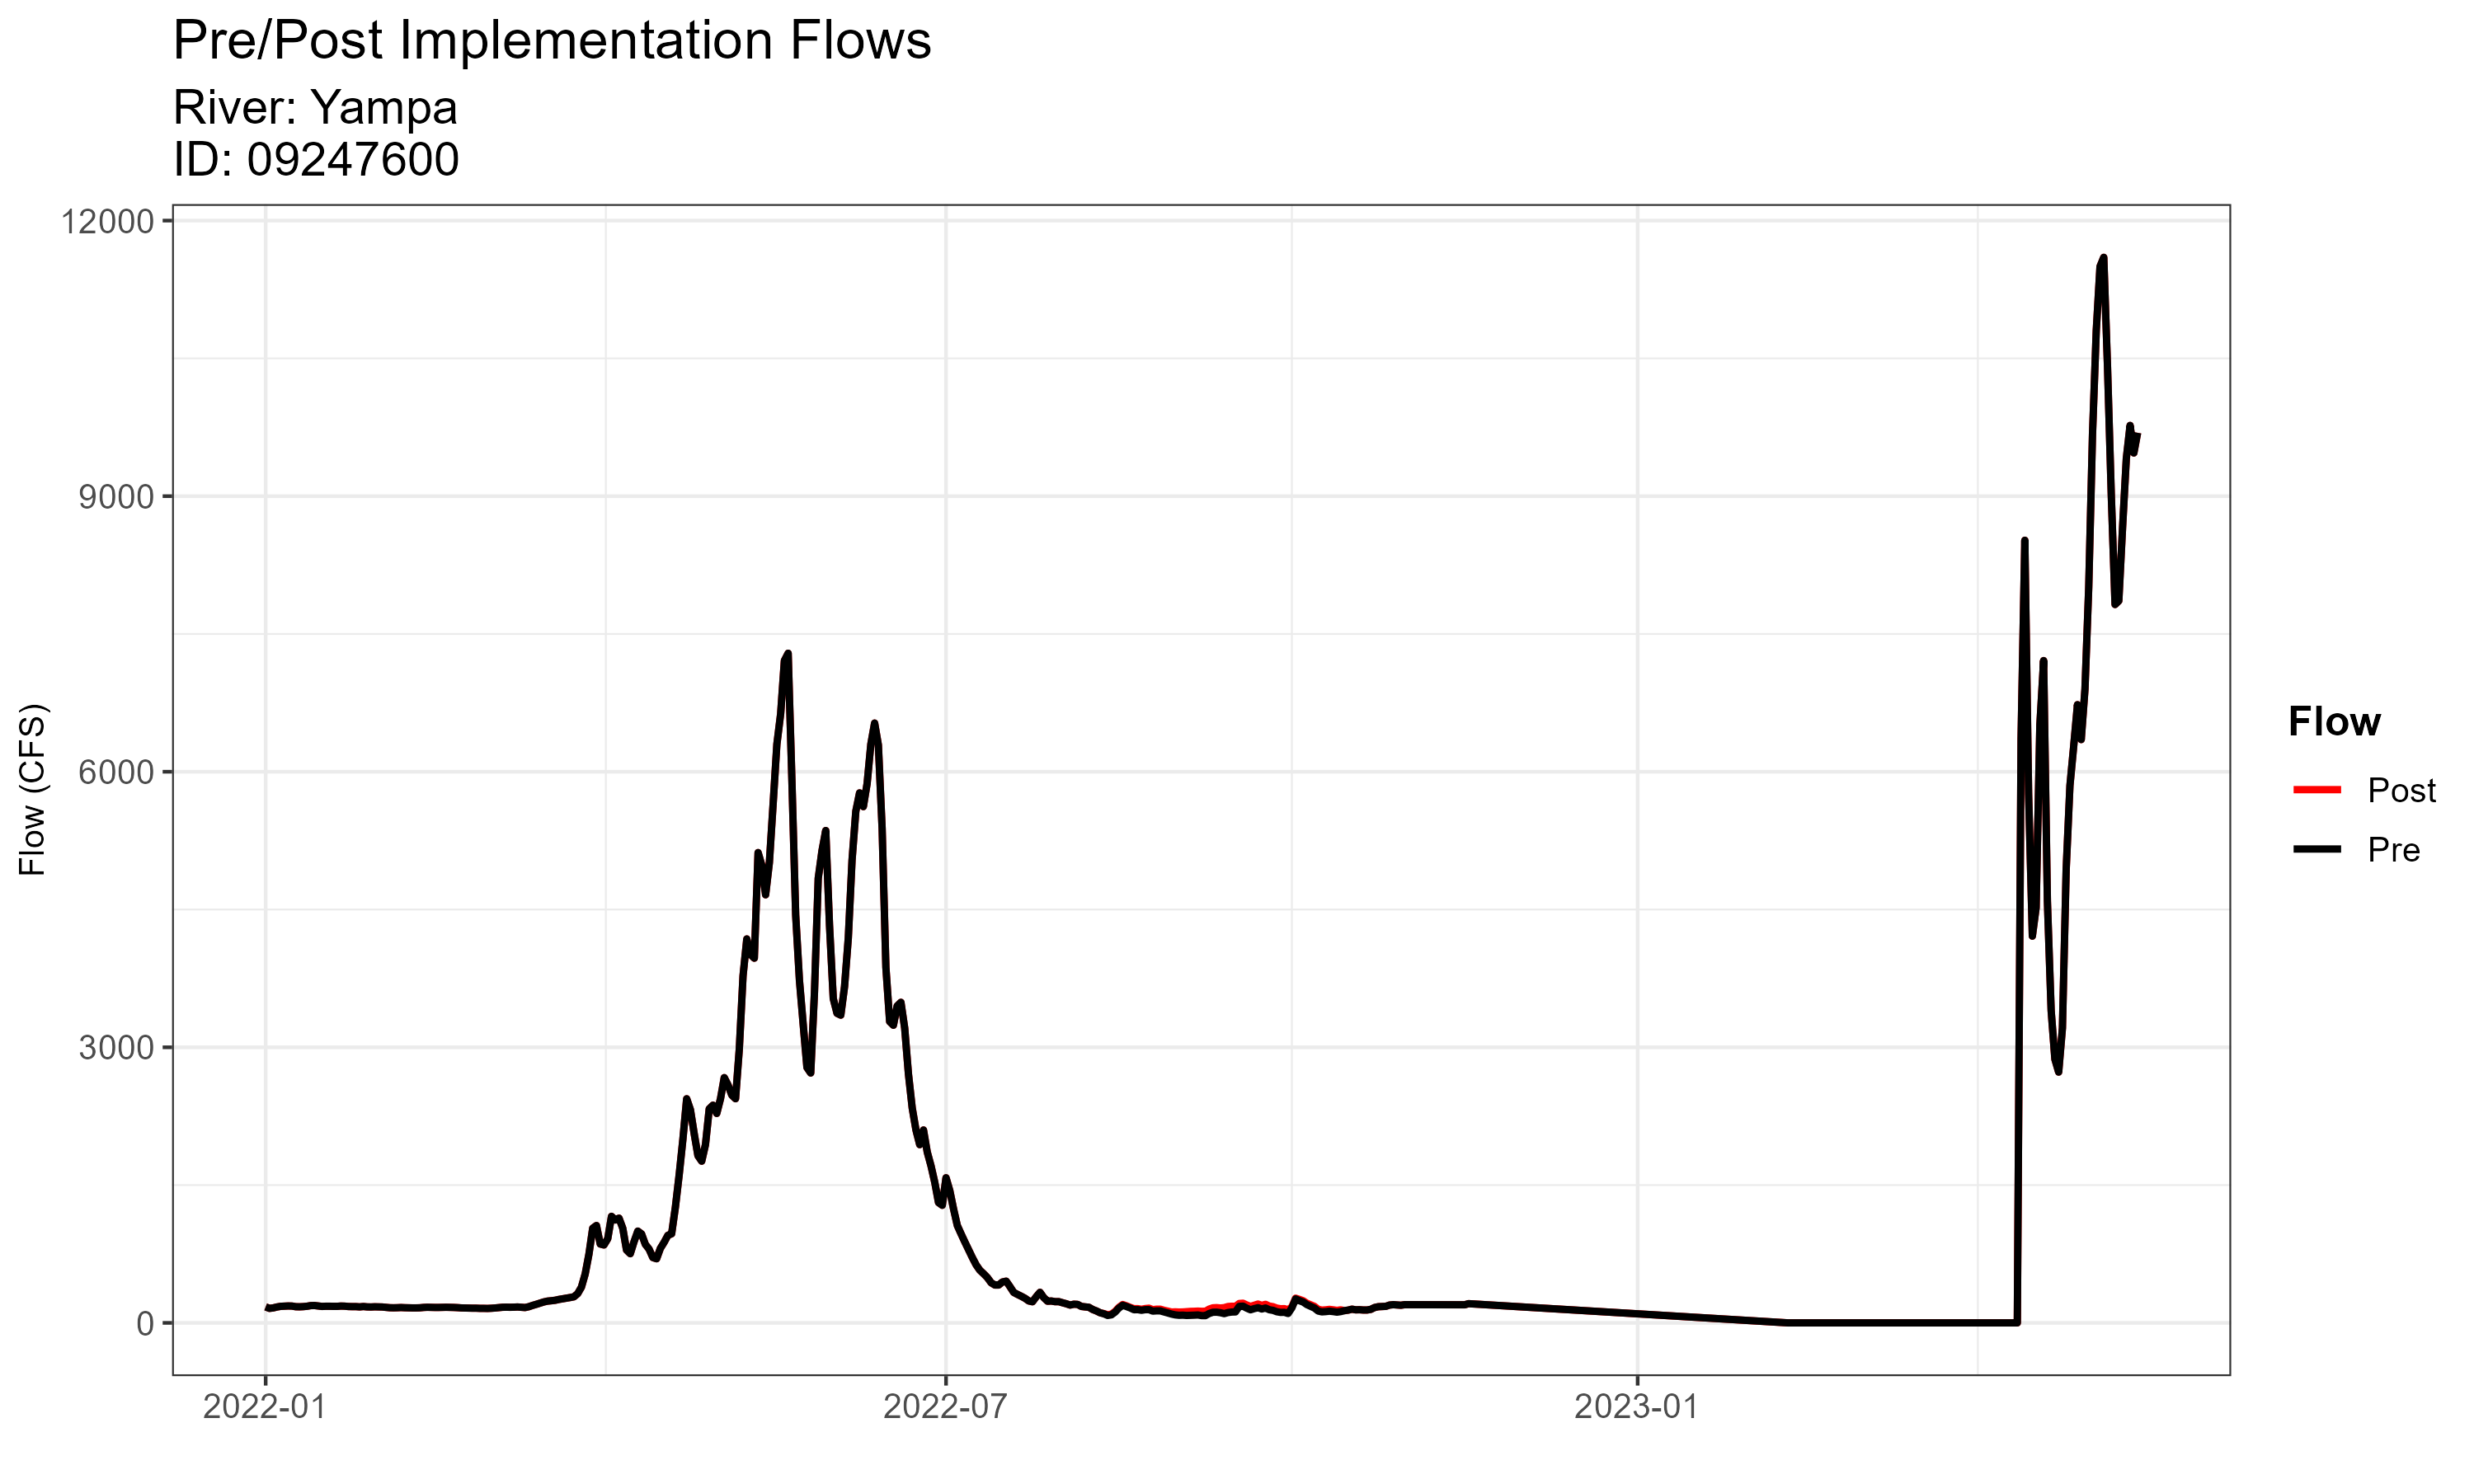 Pre/Post Implementation Flows
River: Yampa
ID: 09247600
12000
9000
6000
3000
0
Flow (CFS)
2022-01
2022-07
2023-01
Flow
Post
Pre